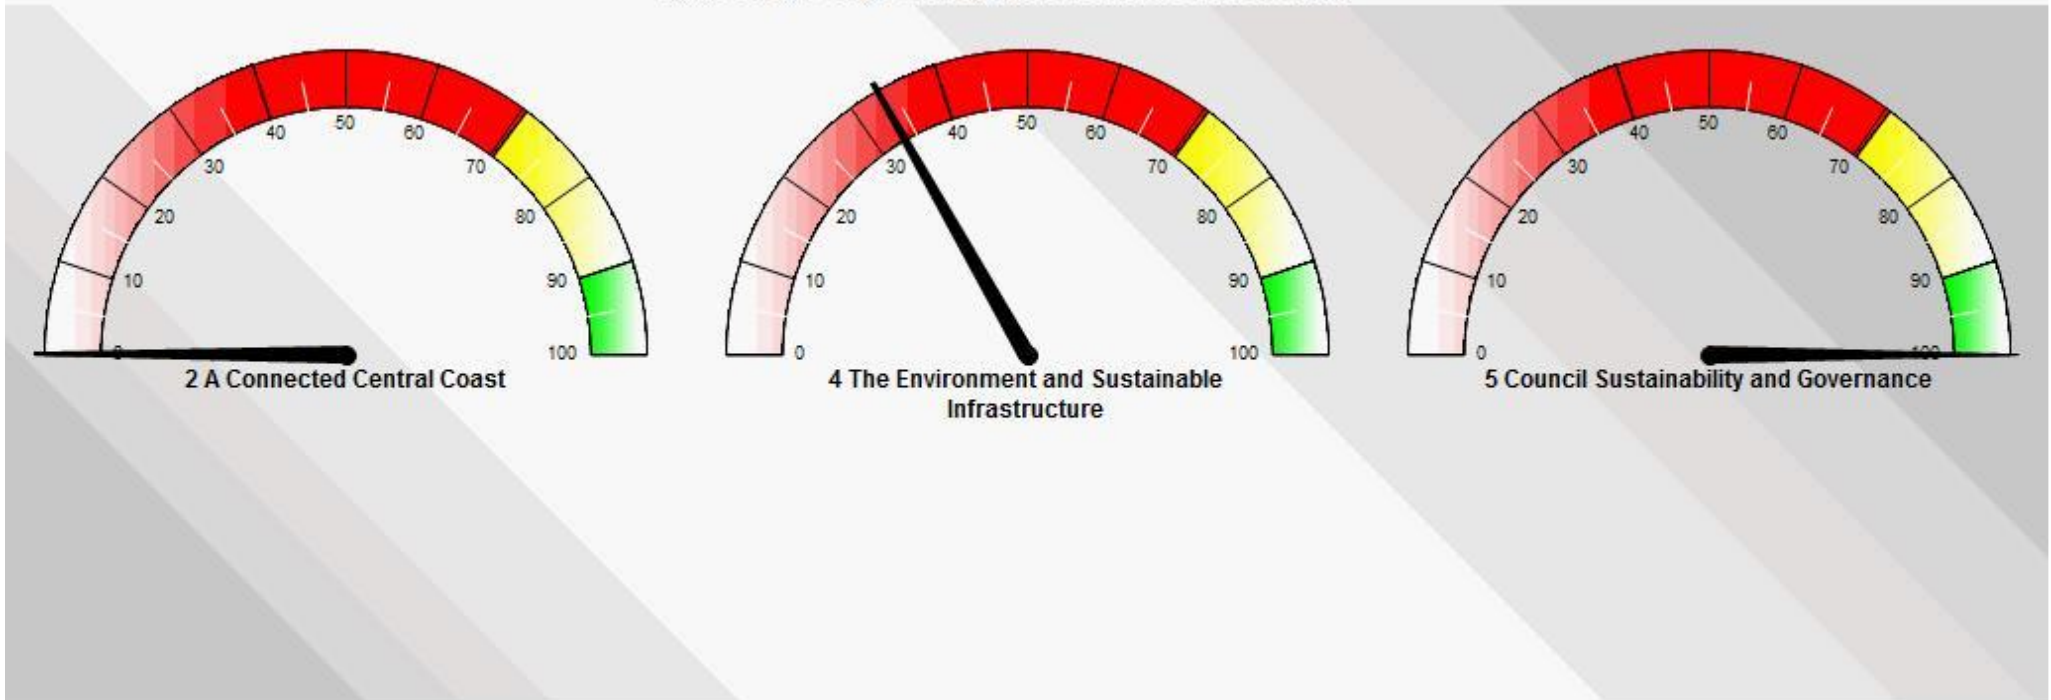 0 10 20 30 40 50 60 70 80 90 100
2 A Connected Central Coast
0 10 20 30 40 50 60 70 80 90 100
4 The Environment and Sustainable
Infrastructure
0 10 20 30 40 50 60 70 80 90 100
5 Council Sustainability and Governance